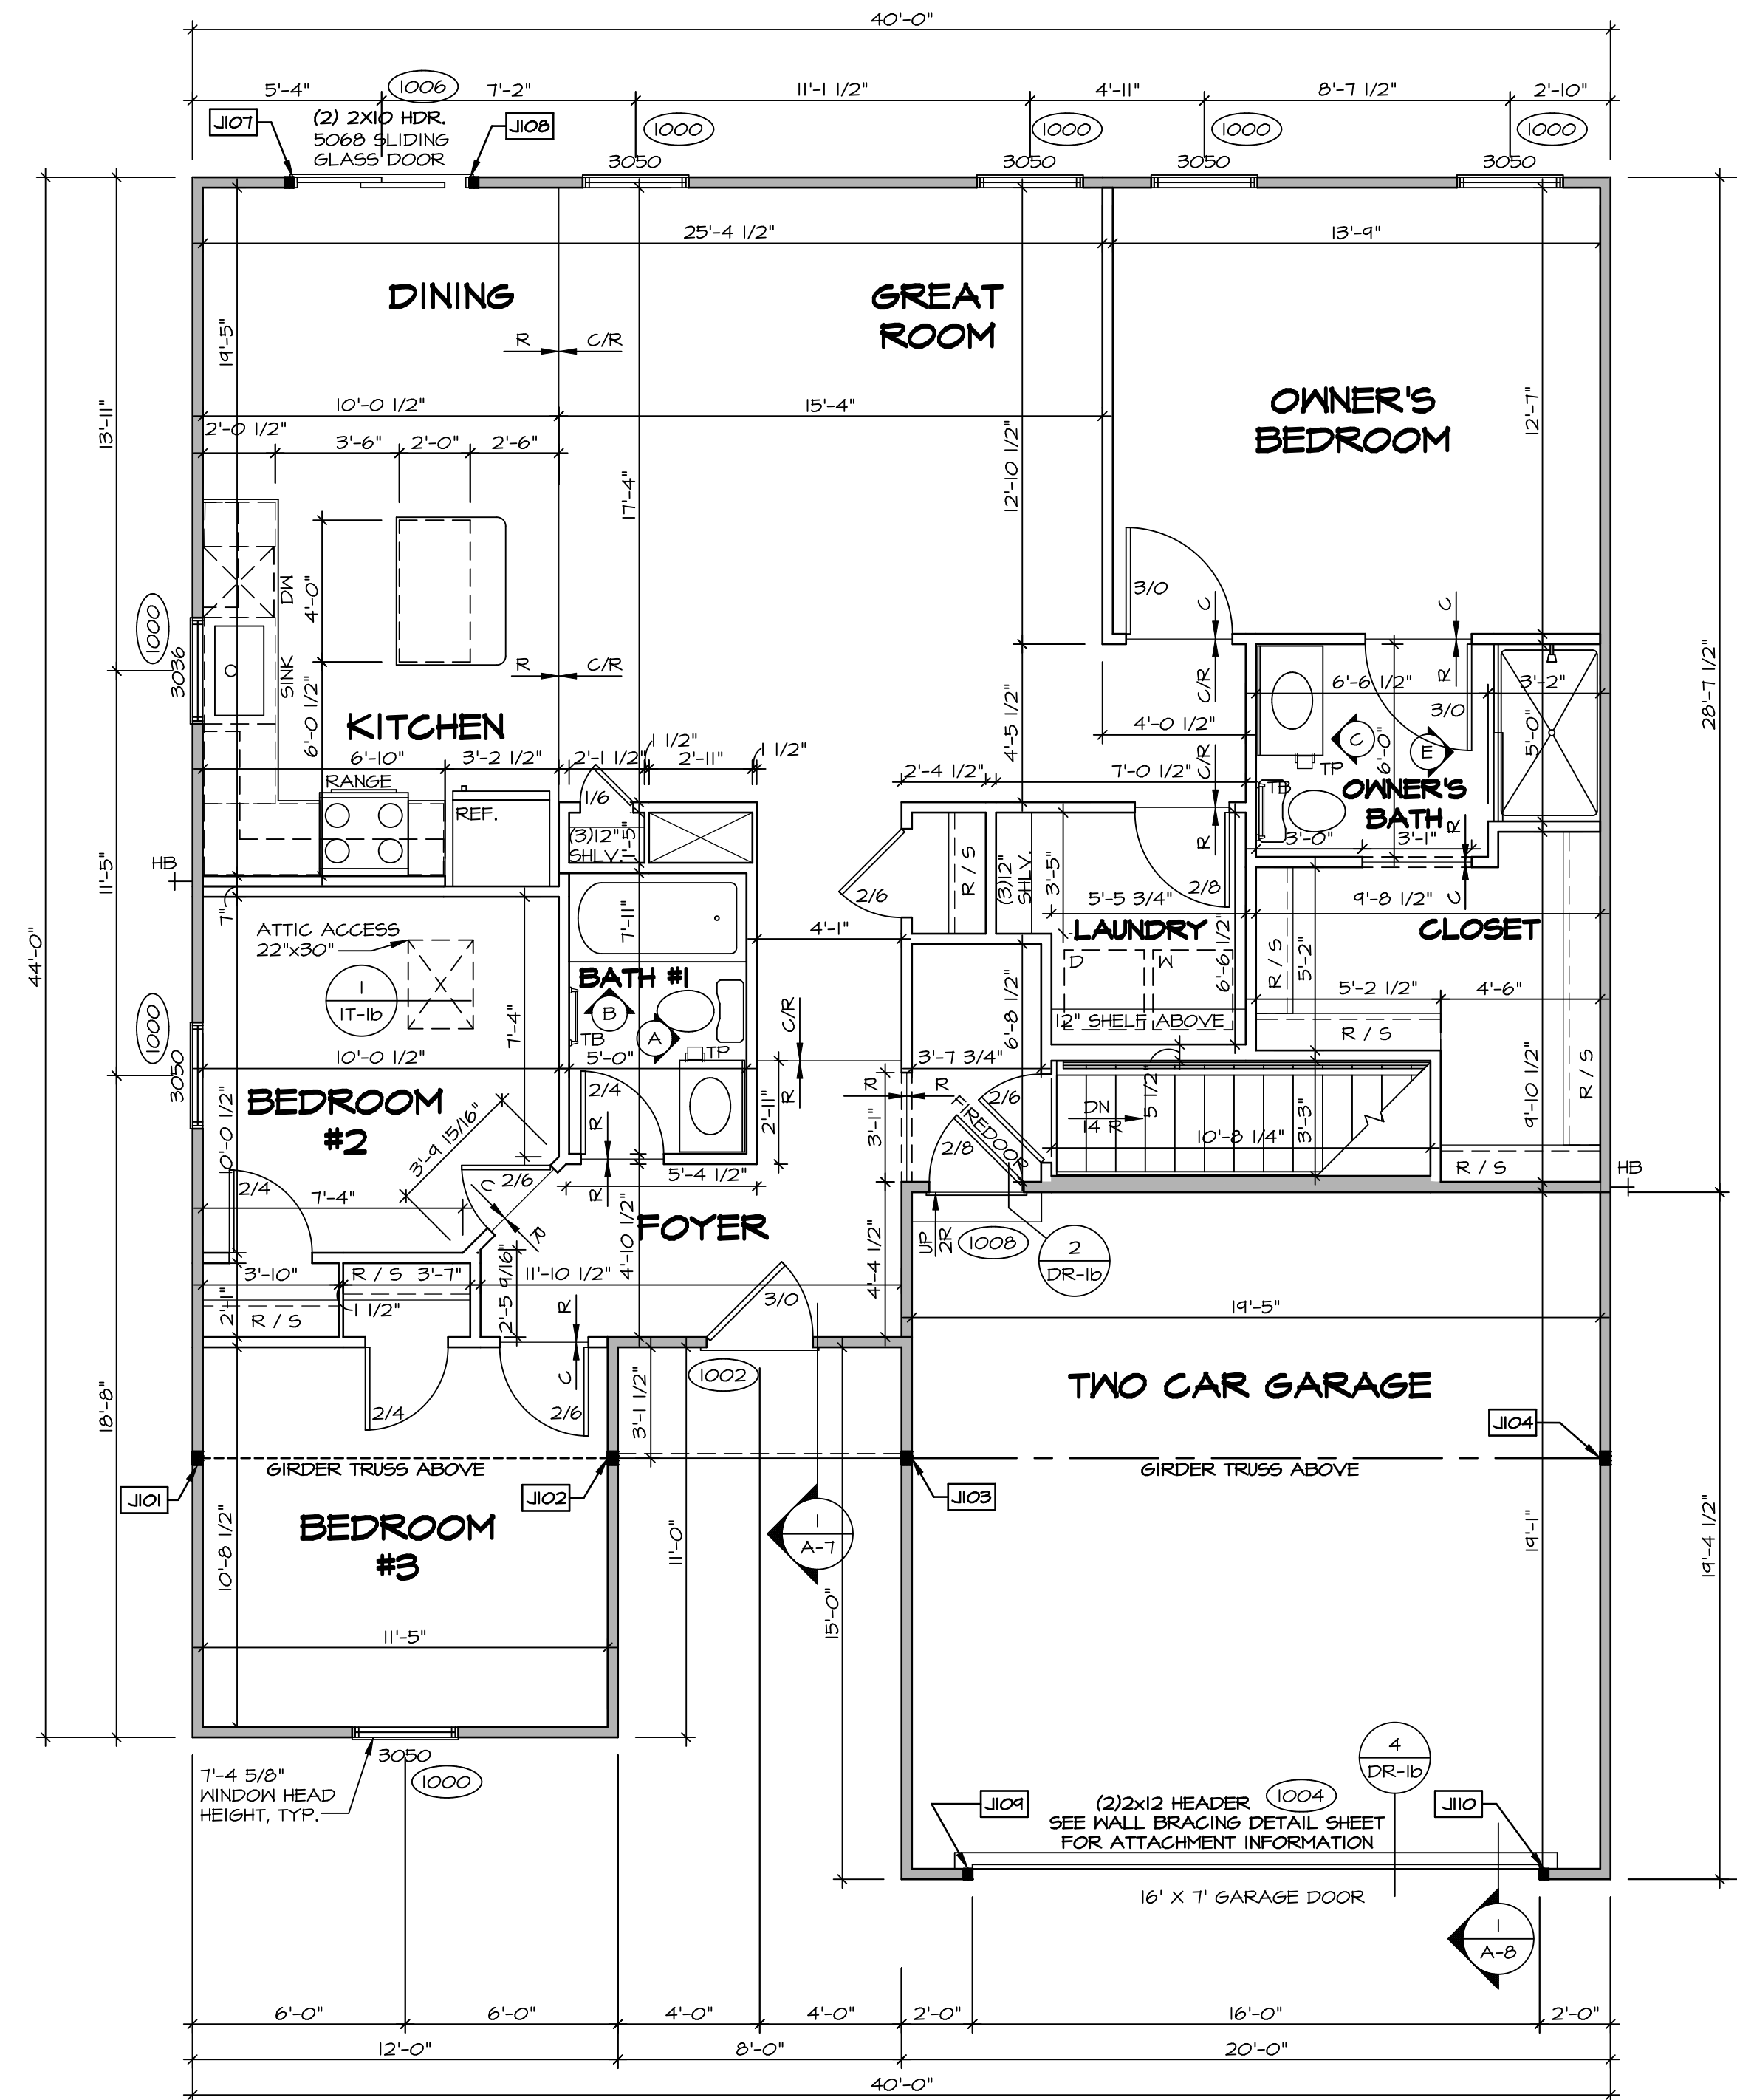 40'-0"
5'-4"
1006
7'-2"
11'-1 1/2"
4'-11"
8'-7 1/2"
2'-10"
J107
(2) 2X10 HDR.
5068 SLIDING
GLASS DOOR
J108
1000
1000
1000
1000
3050
3050
3050
3050
25'-4 1/2"
13'-9"
DINING
GREAT
ROOM
19'-5"
R
C/R
OWNER'S
BEDROOM
12'-7"
13'-11"
10'-0 1/2"
15'-4"
2'-0 1/2"
3'-6"
2'-0"
2'-6"
17'-4"
12'-10 1/2"
DW
4'-0"
3/0
C
C
1000
3036
SINK
R
C/R
6'-0 1/2"
KITCHEN
4'-5 1/2"
C/R
4'-0 1/2"
6'-6 1/2"
R
3'-2"
3/0
5'-0"
28'-7 1/2"
C
E
6'-0"
TP
6'-10"
3'-2 1/2"
2'-1 1/2"
1 1/2"
2'-11"
1 1/2"
2'-4 1/2"
7'-0 1/2"
C/R
RANGE
REF.
1/6
TB
OWNER'S
BATH
(3)12"
SHLV.
1'-5"
R / S
(3)12"
SHLV.
3'-5"
R
3'-0"
3'-1"
R
HB
11'-5"
7"
2/6
5'-5 3/4"
2/8
9'-8 1/2"
C
44'-0"
ATTIC ACCESS
22"x30"
7'-11"
4'-1"
LAUNDRY
CLOSET
1
1T-1b
X
BATH #1
D
W
6'-6 1/2"
R / S
5'-2"
5'-2 1/2"
4'-6"
1000
3050
7'-4"
B
A
TB
TP
C/R
6'-8 1/2"
12" SHELF ABOVE
R / S
10'-0 1/2"
5'-0"
3'-7 3/4"
9'-10 1/2"
R / S
BEDROOM
#2
10'-0 1/2"
3'-9 15/16"
2/4
R
R
2'-11"
R
R
3'-1"
2/6
FIREDOOR
2/8
DN
14 R
5 1/2"
3'-3"
10'-8 1/4"
2/4
7'-4"
2/6
C
R
R
5'-4 1/2"
R / S
HB
FOYER
4'-10 1/2"
4'-4 1/2"
UP
2R
1008
2
DR-1b
3'-10"
R / S
3'-7"
2'-5 9/16"
11'-10 1/2"
2'-1"
R / S
1 1/2"
R
3/0
19'-5"
1002
C
18'-8"
2/4
2/6
3'-1 1/2"
TWO CAR GARAGE
J104
GIRDER TRUSS ABOVE
GIRDER TRUSS ABOVE
J101
J102
J103
BEDROOM
#3
10'-8 1/2"
11'-0"
1
A-7
15'-0"
19'-1"
19'-4 1/2"
11'-5"
3050
1000
7'-4 5/8"
WINDOW HEAD
HEIGHT, TYP.
4
DR-1b
J109
(2)2x12 HEADER
1004
J110
SEE WALL BRACING DETAIL SHEET
FOR ATTACHMENT INFORMATION
16' X 7' GARAGE DOOR
1
A-8
6'-0"
6'-0"
4'-0"
4'-0"
2'-0"
16'-0"
2'-0"
12'-0"
8'-0"
20'-0"
40'-0"